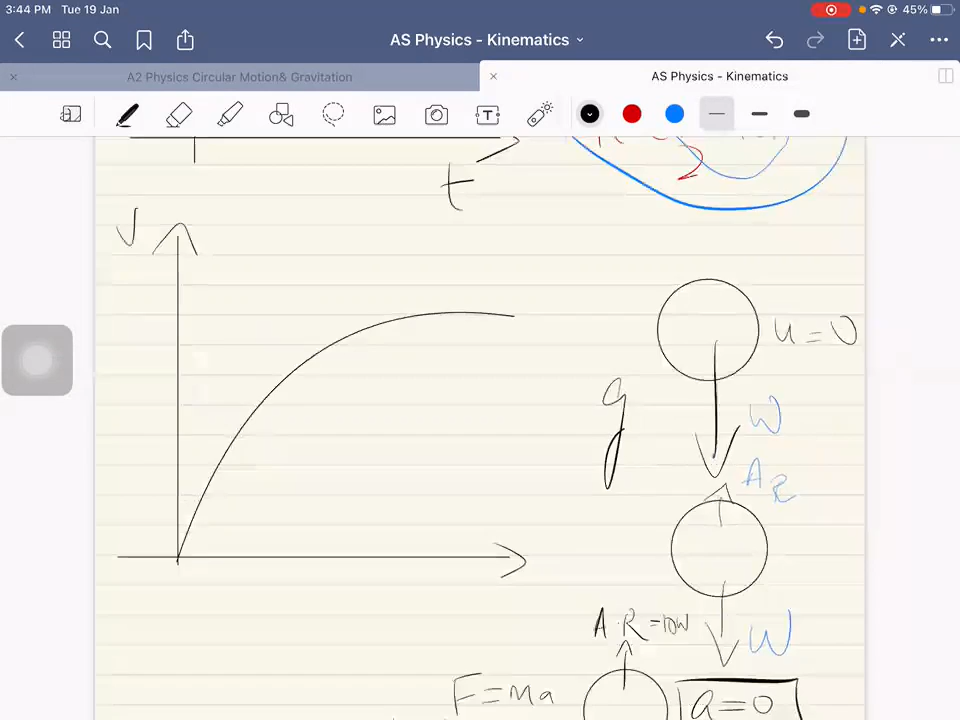 3:44 PM Tue 19 Jan 45%
AS Physics - Kinematics
A2 Physics Circular Motion& Gravitation
AS Physics - Kinematics
T
t
V
u = 0
g
W
A R
A.R = 10W
W
F = ma
a = 0